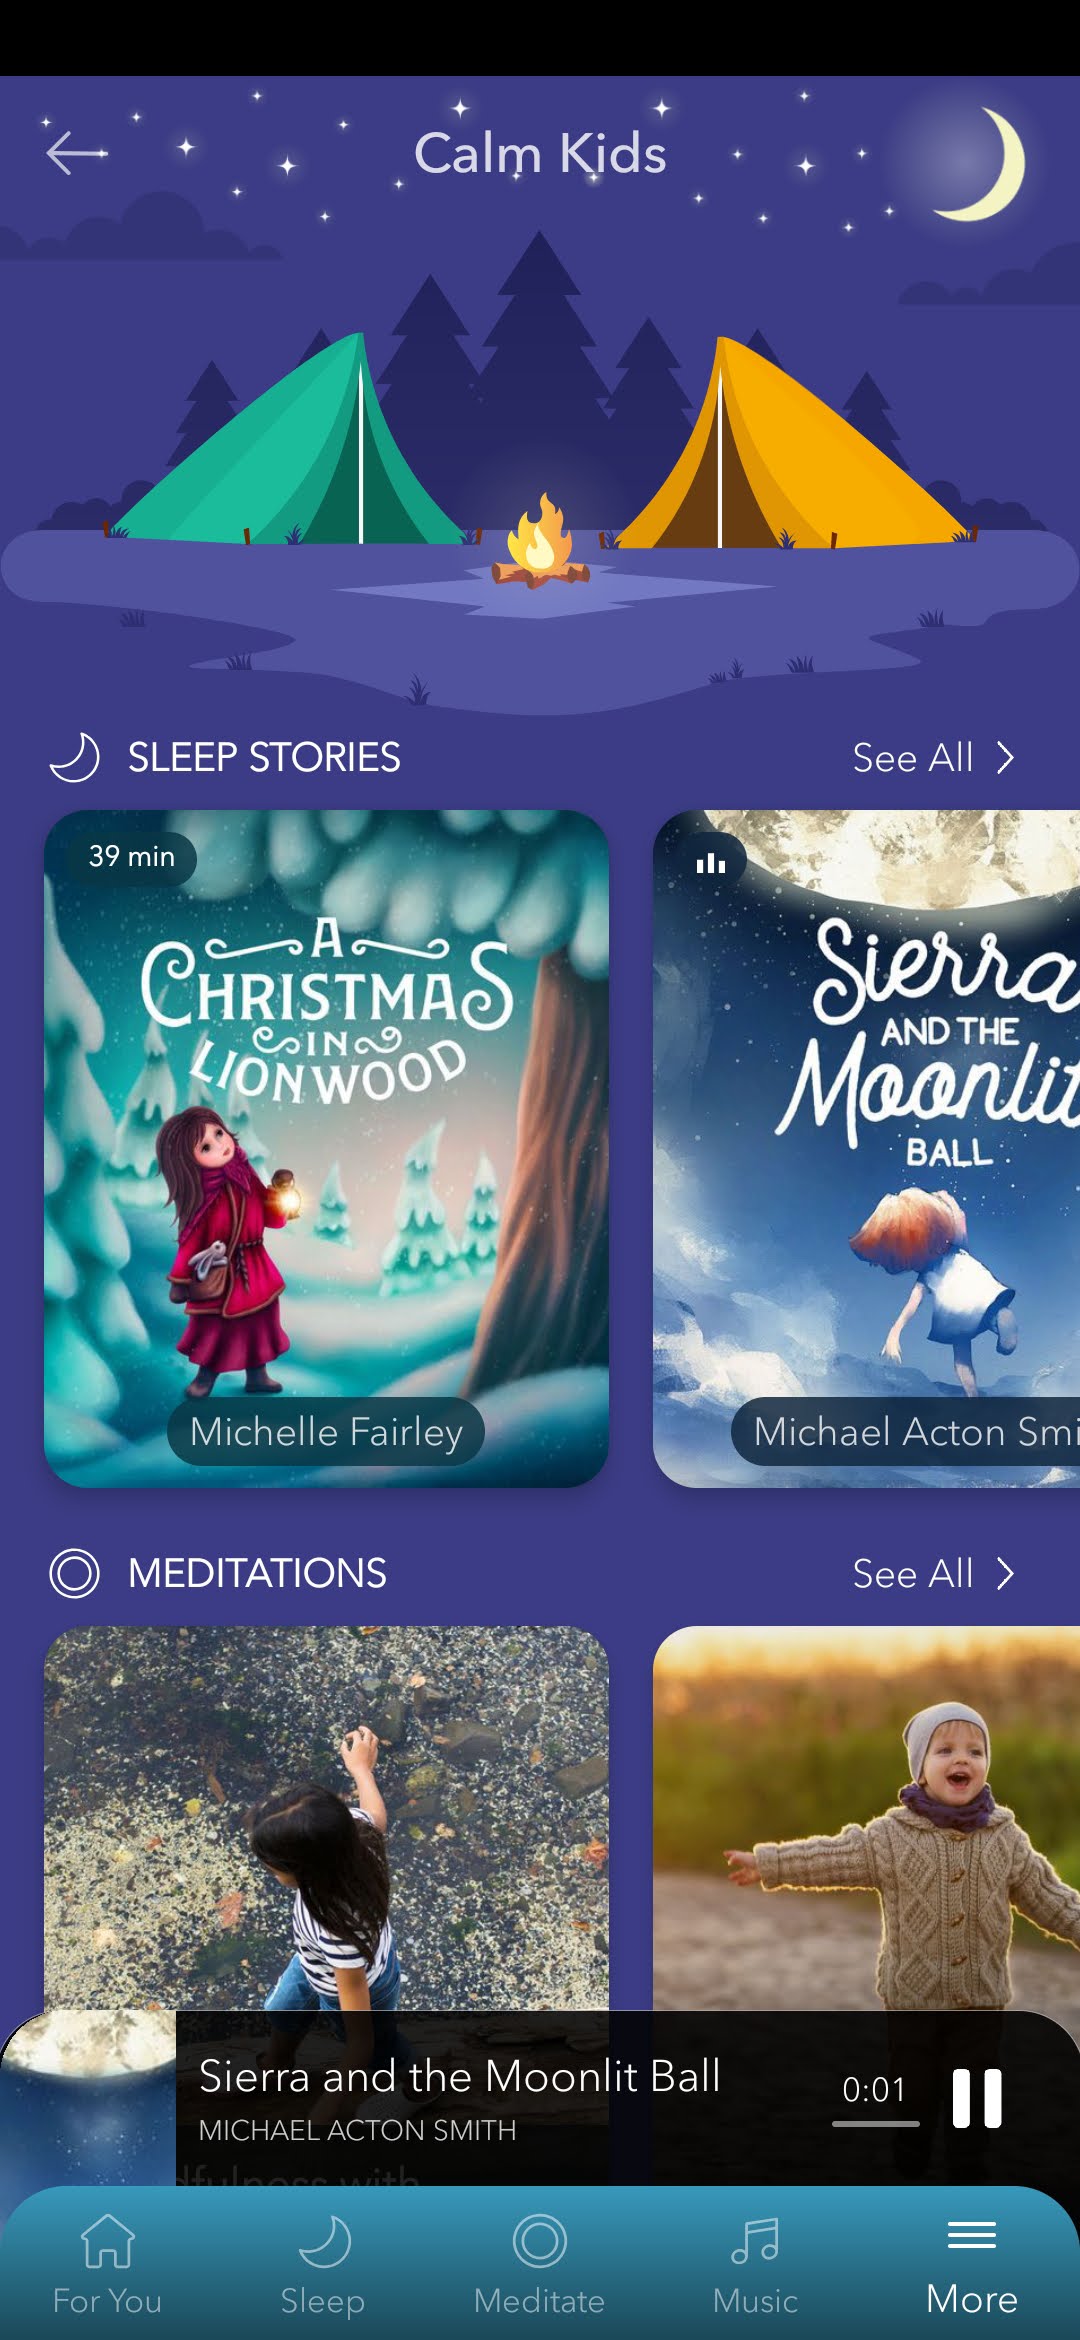 Calm Kids
SLEEP STORIES
See All
39 min
A
CHRISTMAS
IN
LIONWOOD
Michelle Fairley
Sierra
AND THE
Moonlit
BALL
Michael Acton Smi
MEDITATIONS
See All
Sierra and the Moonlit Ball
MICHAEL ACTON SMITH
0:01
dfulness with
For You
Sleep
Meditate
Music
More